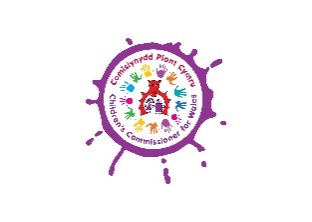 Comisiynydd Plant Cymru
Children's Commissioner for Wales